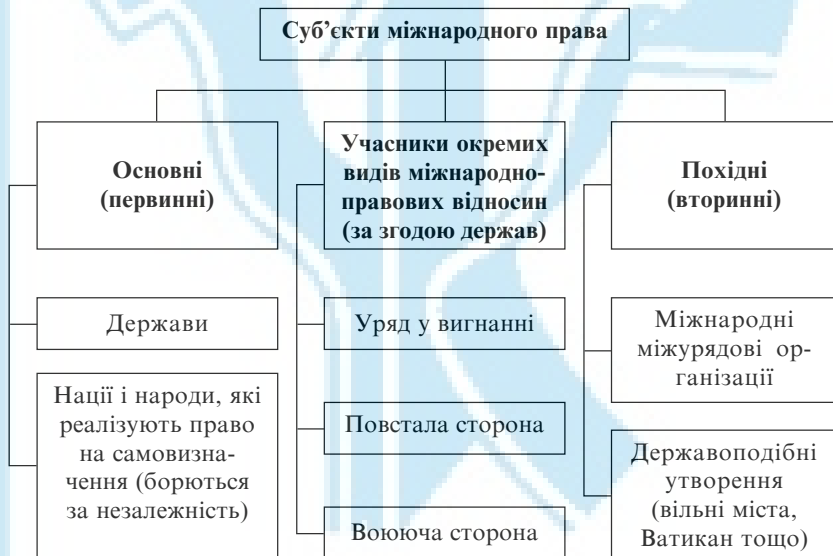 Суб’єкти міжнародного права
Основні
(первинні)
Держави
Нації і народи, які
реалізують право
на самовизна-
чення (борються
за незалежність)
Учасники окремих
видів міжнародно-
правових відносин
(за згодою держав)
Уряд у вигнанні
Повстала сторона
Воююча сторона
Похідні
(вторинні)
Міжнародні
міжурядові ор-
ганізації
Державоподібні
утворення
(вільні міста,
Ватикан тощо)